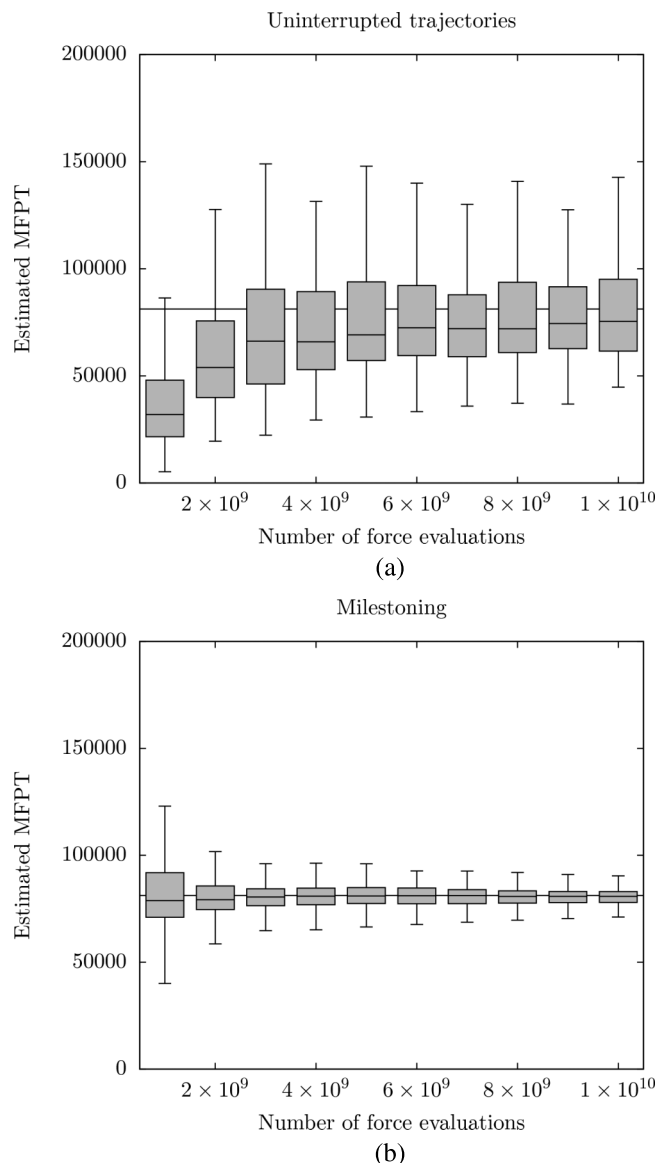 Uninterrupted trajectories
200000
150000
100000
50000
0
Estimated MFPT
2 × 10⁹ 4 × 10⁹ 6 × 10⁹ 8 × 10⁹ 1 × 10¹⁰
Number of force evaluations
(a)
Milestoning
200000
150000
100000
50000
0
Estimated MFPT
2 × 10⁹ 4 × 10⁹ 6 × 10⁹ 8 × 10⁹ 1 × 10¹⁰
Number of force evaluations
(b)